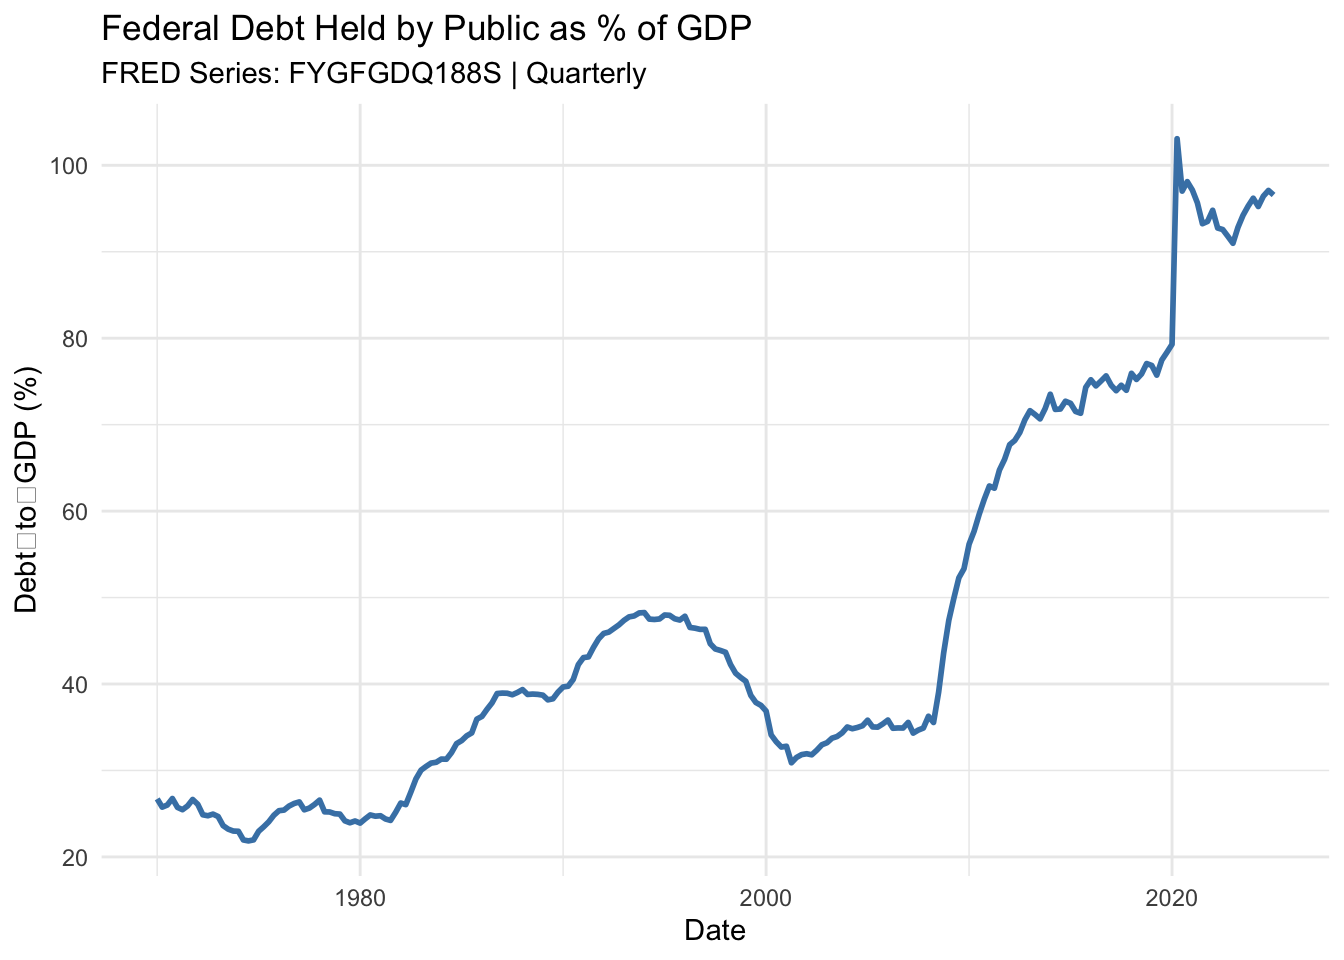 Federal Debt Held by Public as % of GDP
FRED Series: FYGFGDQ188S | Quarterly
Debt□to□GDP (%)
100
80
60
40
20
1980
2000
2020
Date